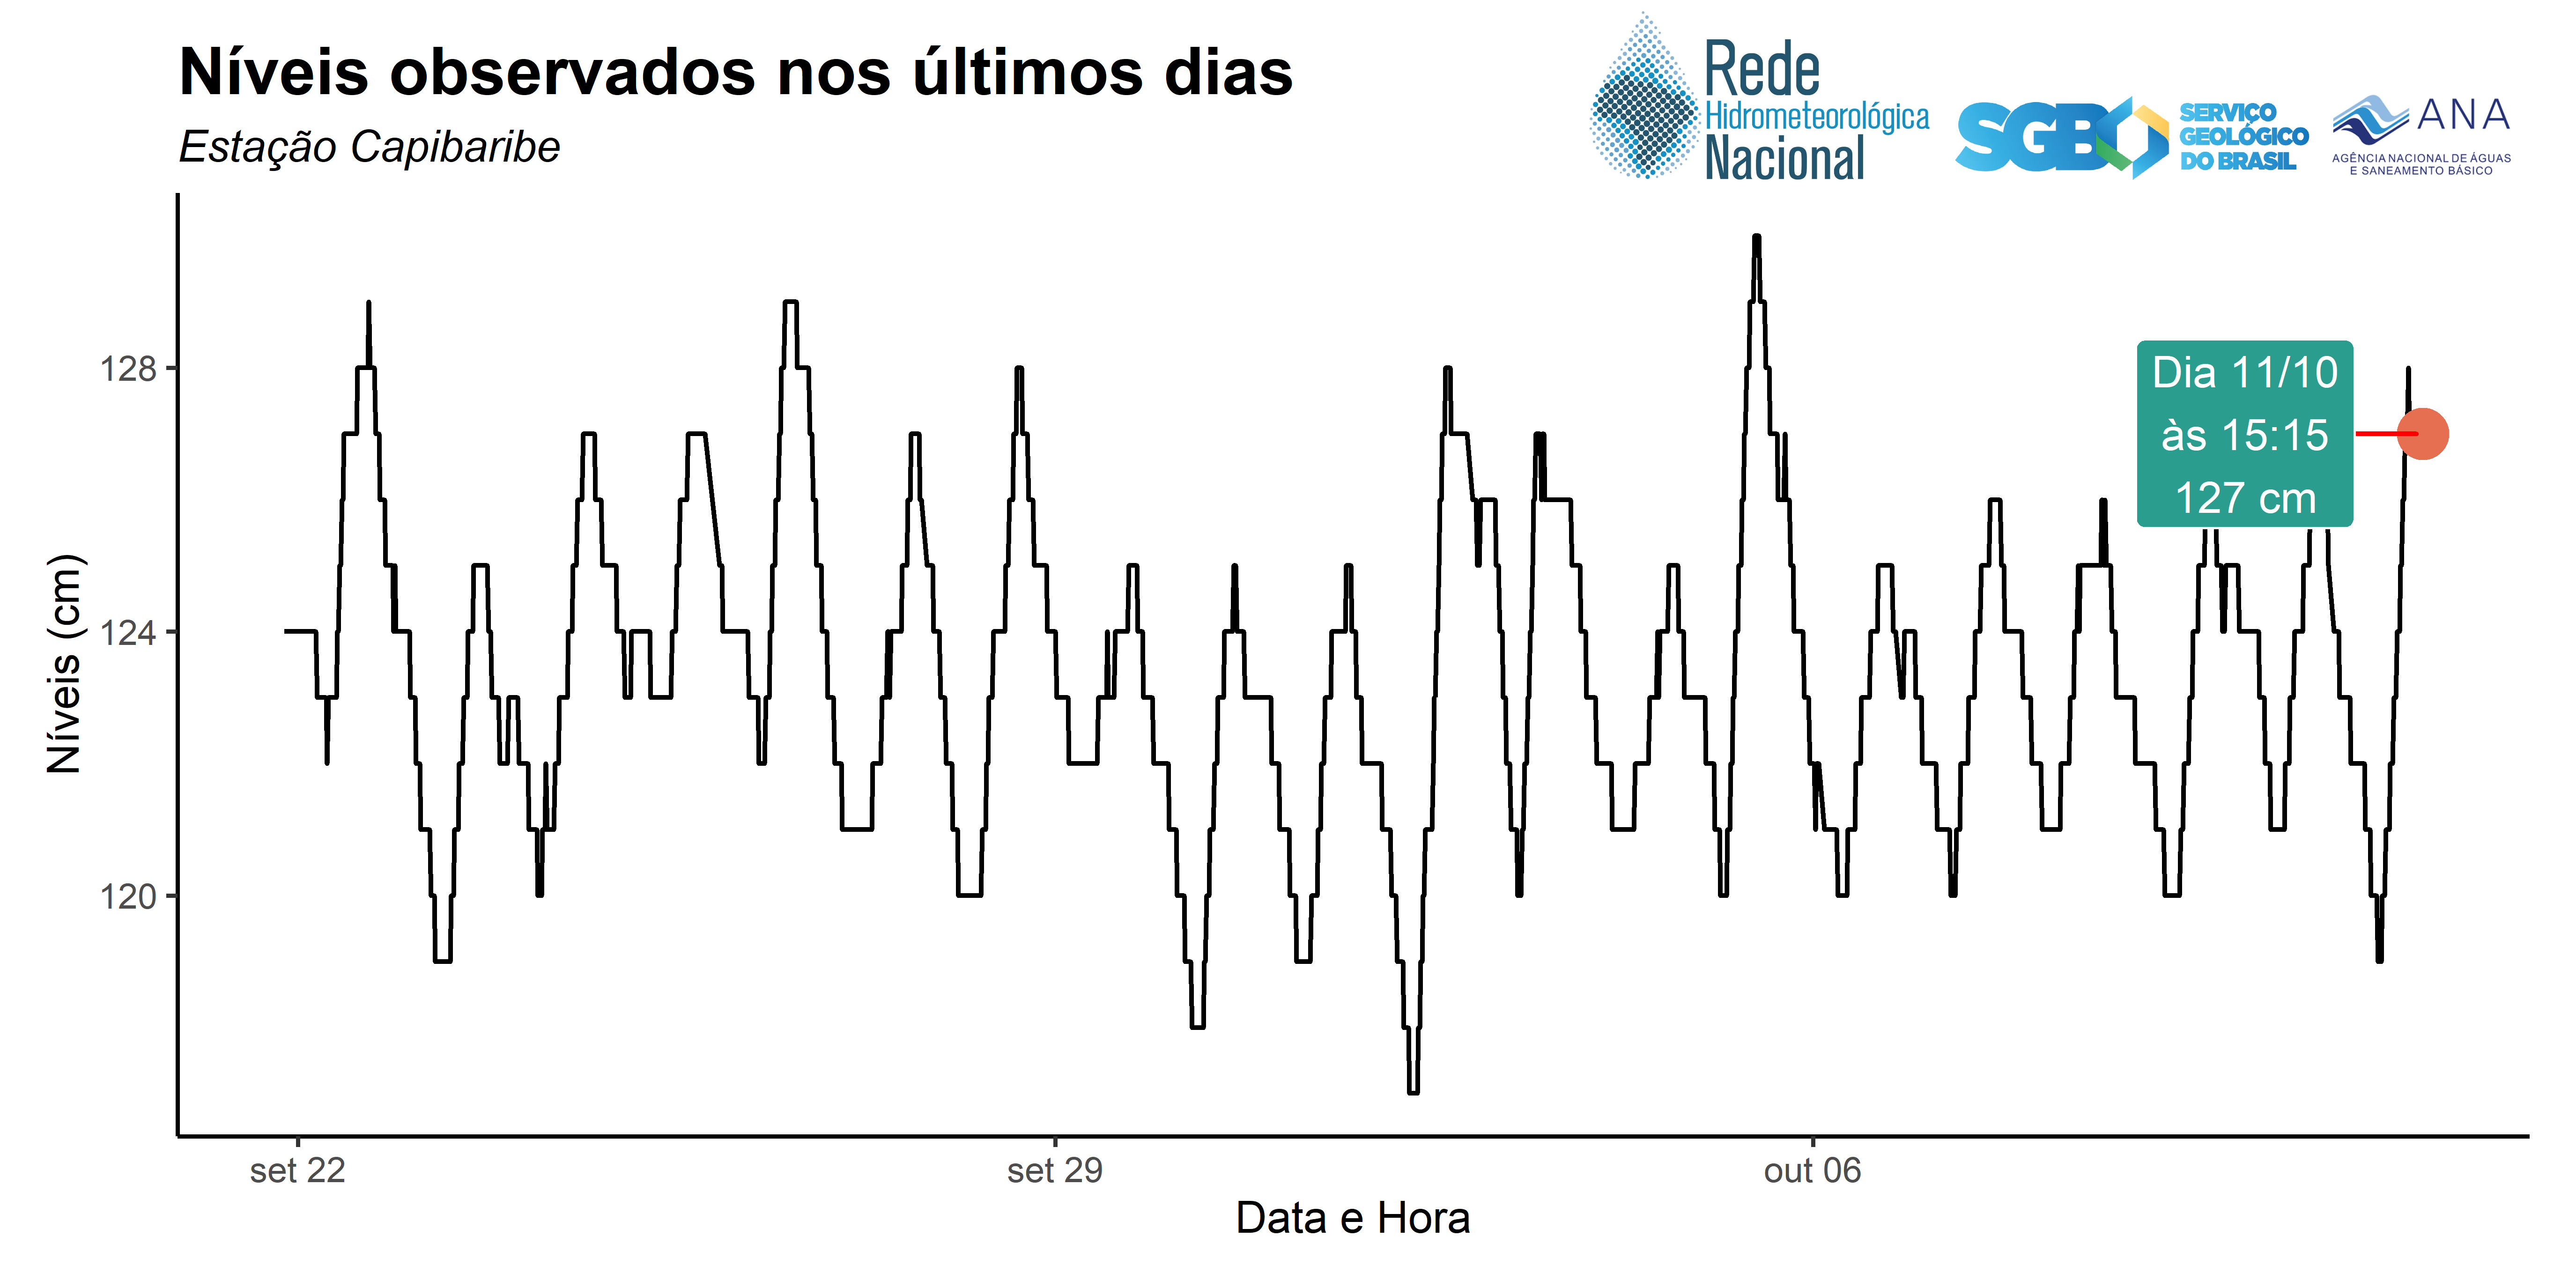 Níveis observados nos últimos dias
Estação Capibaribe
Rede
Hidrometeorológica
Nacional
SGB
SERVIÇO
GEOLÓGICO
DO BRASIL
ANA
AGÊNCIA NACIONAL DE ÁGUAS
E SANEAMENTO BÁSICO
Níveis (cm)
128
124
120
Dia 11/10
às 15:15
127 cm
set 22
set 29
out 06
Data e Hora